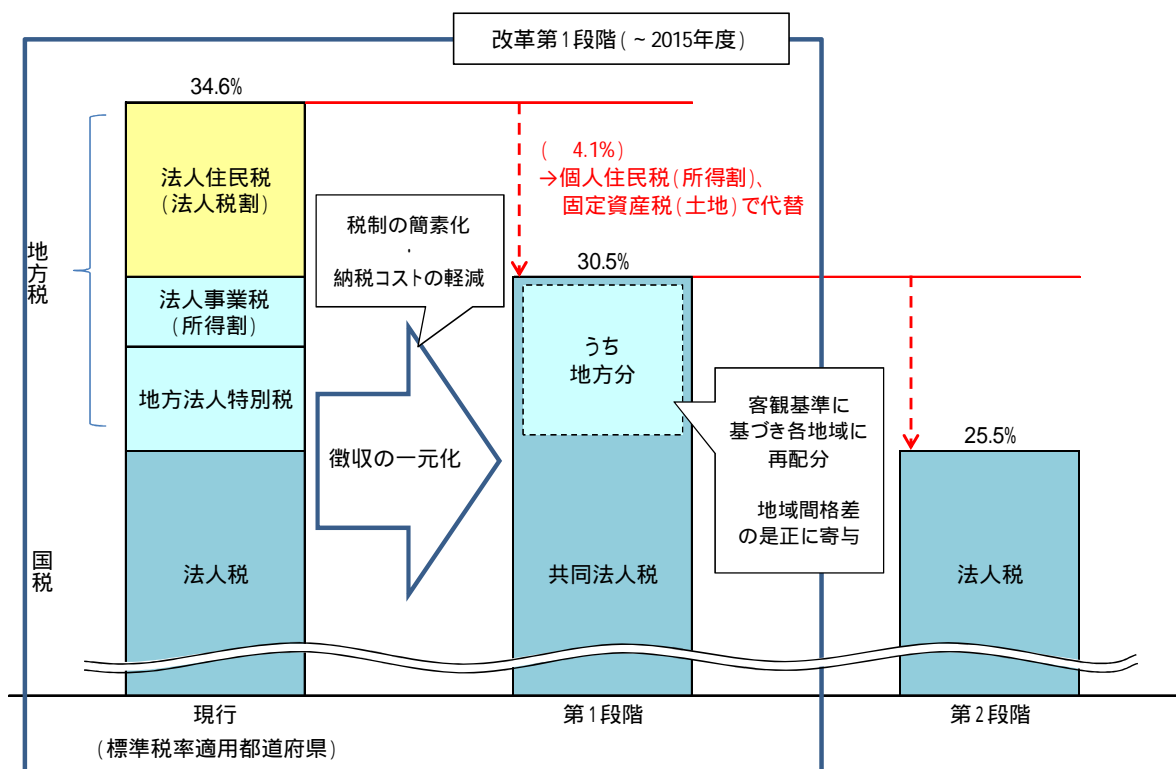 改革第1段階(~2015年度)
34.6%
地方税
法人住民税
(法人税割)
法人事業税
(所得割)
地方法人特別税
国税
法人税
税制の簡素化
・
納税コストの軽減
徴収の一元化
( 4.1%)
→個人住民税(所得割)、
固定資産税(土地)で代替
30.5%
うち
地方分
共同法人税
客観基準に
基づき各地域に
再配分
地域間格差
の是正に寄与
25.5%
法人税
現行
(標準税率適用都道府県)
第1段階
第2段階